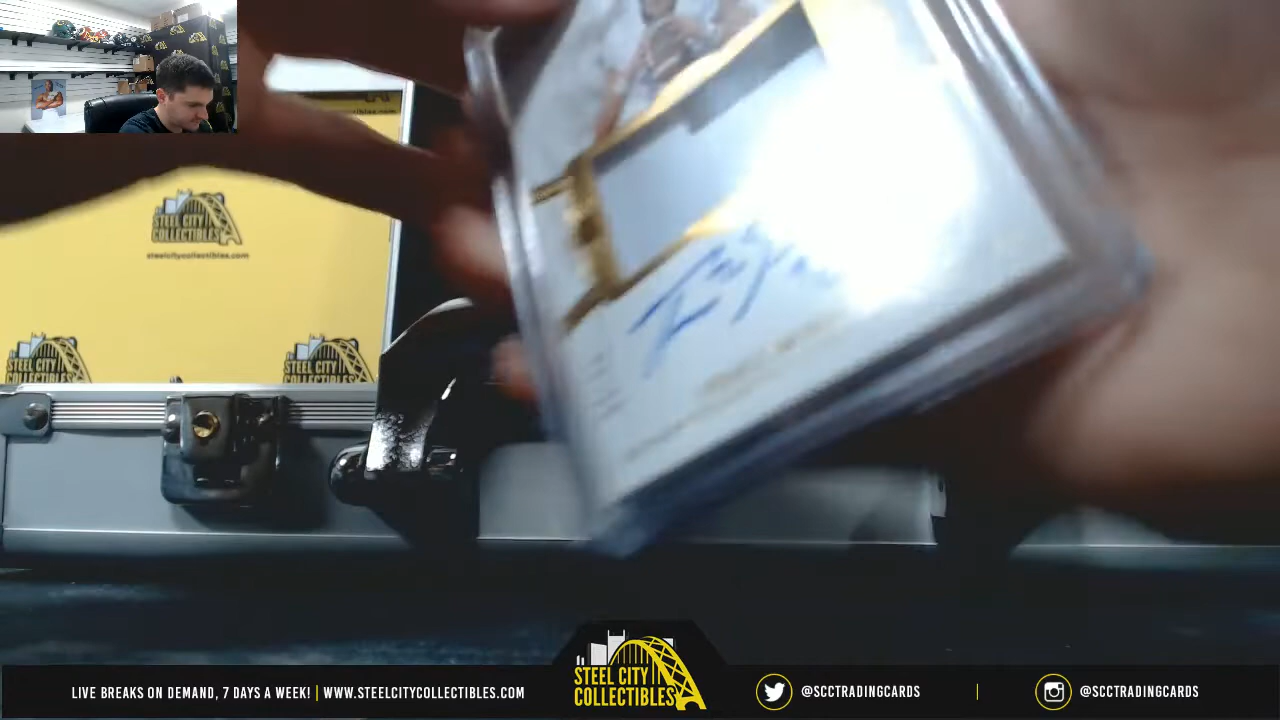 STEEL CITY
COLLECTIBLES
steelcitycollectibles.com
STEEL CITY
COLLECTIBLES
STEEL CITY
COLLECTIBLES
STEEL CITY
COLLECTIBLES
LIVE BREAKS ON DEMAND, 7 DAYS A WEEK! | WWW.STEELCITYCOLLECTIBLES.COM
@SCCTRADINGCARDS | @SCCTRADINGCARDS